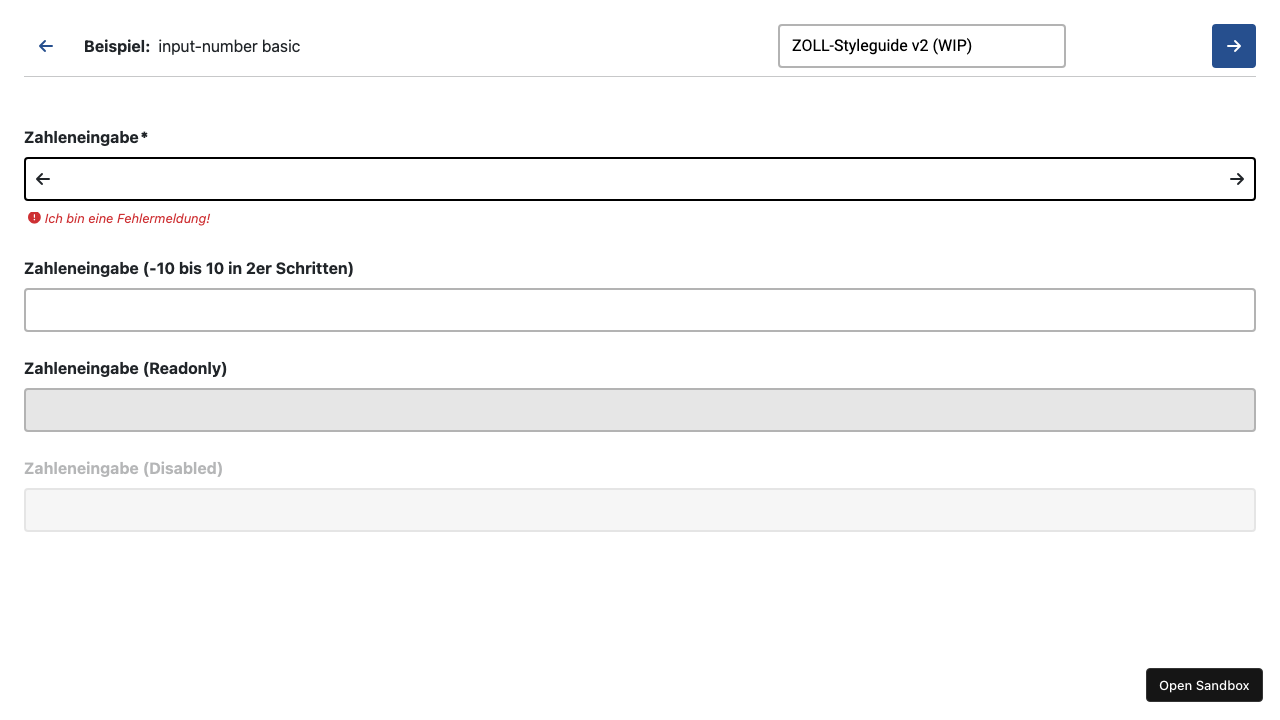 Beispiel: input-number basic
ZOLL-Styleguide v2 (WIP)
Zahleneingabe*
Ich bin eine Fehlermeldung!
Zahleneingabe (-10 bis 10 in 2er Schritten)
Zahleneingabe (Readonly)
Zahleneingabe (Disabled)
Open Sandbox